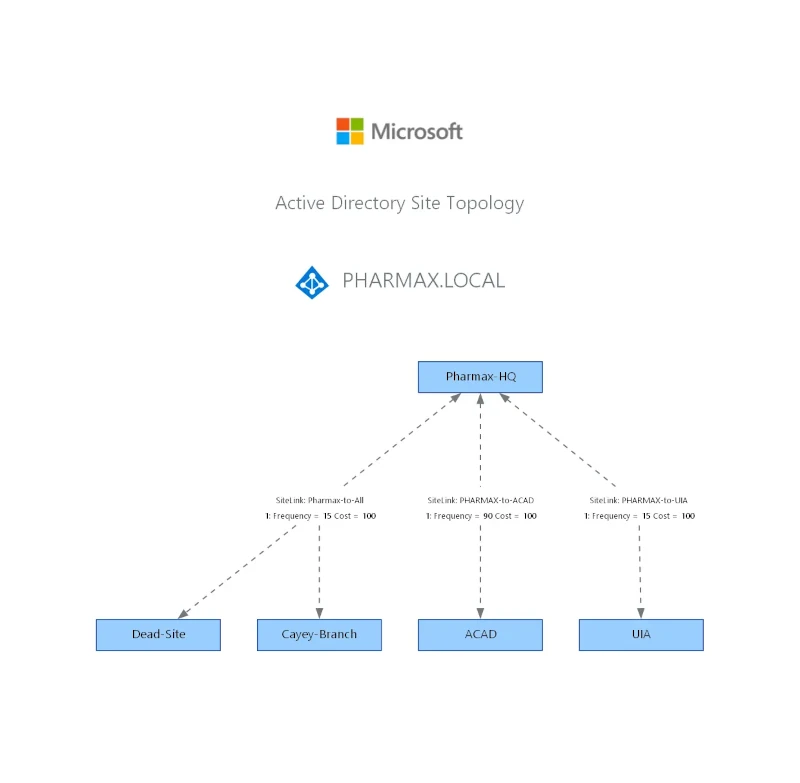 Microsoft
Active Directory Site Topology
PHARMAX.LOCAL
Pharmax-HQ
SiteLink: Pharmax-to-All
1: Frequency = 15 Cost = 100
SiteLink: PHARMAX-to-ACAD
1: Frequency = 90 Cost = 100
SiteLink: PHARMAX-to-UIA
1: Frequency = 15 Cost = 100
Dead-Site
Cayey-Branch
ACAD
UIA